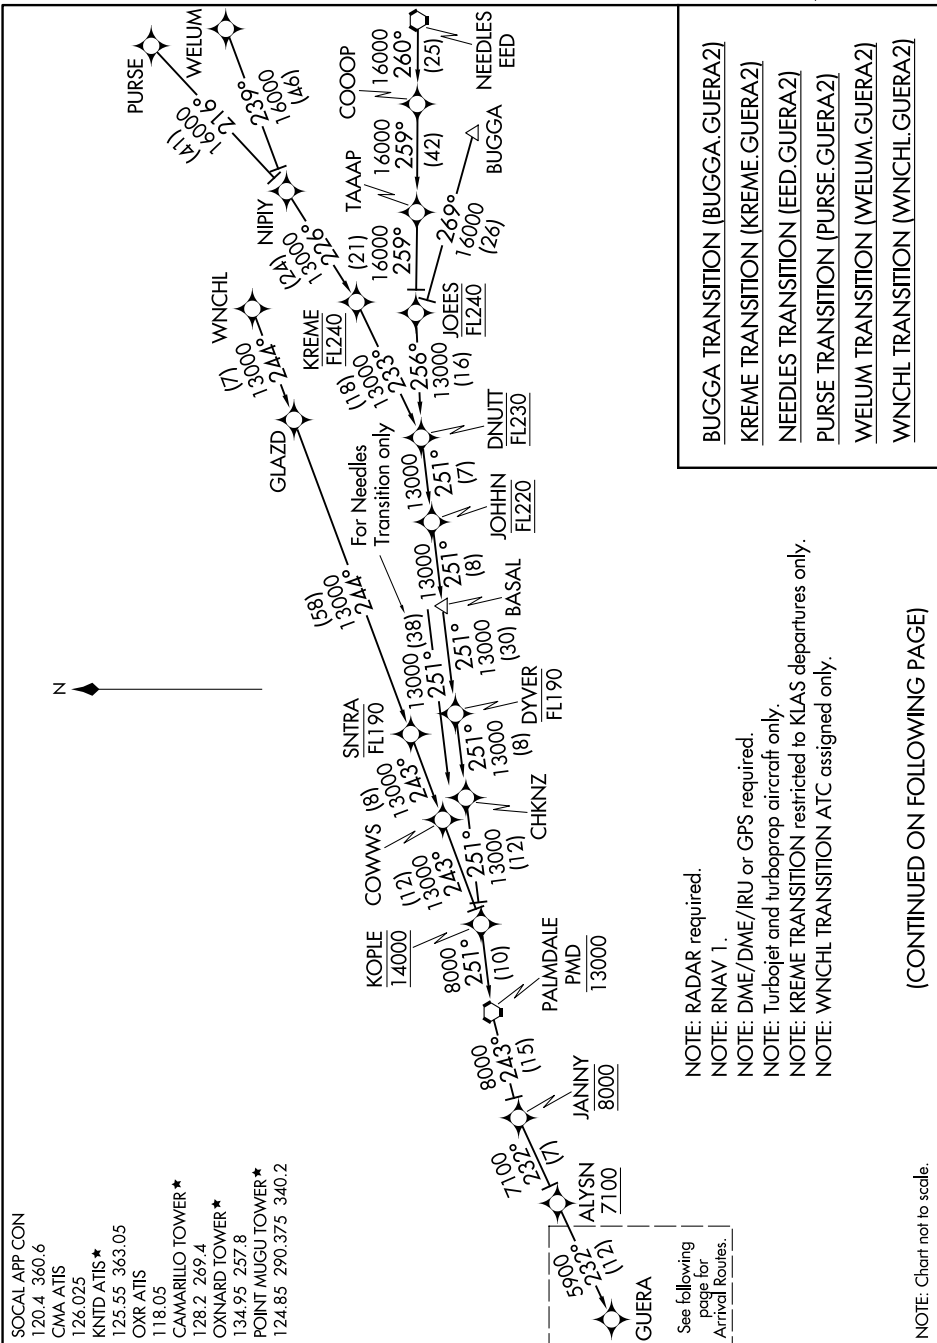 SOCAL APP CON
120.4 360.6
CMA ATIS
126.025
KNTD ATIS★
125.55 363.05
OXR ATIS
118.05
CAMARILLO TOWER★
128.2 269.4
OXNARD TOWER★
134.95 257.8
POINT MUGU TOWER★
124.85 290.375 340.2
N
PURSE
216°
16000
(41)
WELUM
239°
16000
(46)
NIPIY
226°
13000
(24)
KREME
FL240
(18)
13000
233°
WNCHL
(7)
13000
244°
GLAZD
(58)
13000
244°
SNTRA
FL190
(8)
13000
243°
COWWS
(12)
13000
243°
NEEDLES
EED
16000
260°
(25)
COOOP
16000
259°
(42)
TAAAP
(21)
16000
259°
BUGGA
269°
16000
(26)
JOEES
FL240
256°
13000
(16)
DNUTT
FL230
13000
251°
(7)
JOHHN
FL220
13000
251°
(8)
BASAL
251°
13000
(30)
For Needles
Transition only
13000 (38)
251°
DYVER
FL190
251°
13000
(8)
CHKNZ
251°
13000
(12)
KOPLE
14000
8000
251°
(10)
PALMDALE
PMD
13000
8000
243°
(15)
JANNY
8000
7100
232°
(7)
ALYSN
7100
5900
232°
(12)
GUERA
See following
page for
Arrival Routes.
BUGGA TRANSITION (BUGGA.GUERA2)
KREME TRANSITION (KREME.GUERA2)
NEEDLES TRANSITION (EED.GUERA2)
PURSE TRANSITION (PURSE.GUERA2)
WELUM TRANSITION (WELUM.GUERA2)
WNCHL TRANSITION (WNCHL.GUERA2)
NOTE: RADAR required.
NOTE: RNAV 1.
NOTE: DME/DME/IRU or GPS required.
NOTE: Turbojet and turboprop aircraft only.
NOTE: KREME TRANSITION restricted to KLAS departures only.
NOTE: WNCHL TRANSITION ATC assigned only.
(CONTINUED ON FOLLOWING PAGE)
NOTE: Chart not to scale.